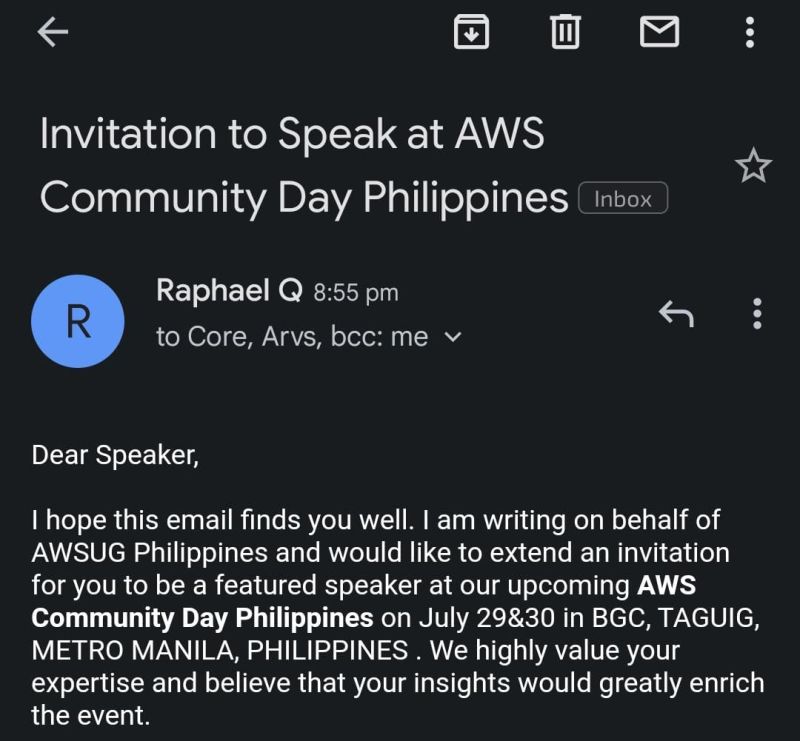 Invitation to Speak at AWS
Community Day Philippines Inbox
R
Raphael Q 8:55 pm
to Core, Arvs, bcc: me
Dear Speaker,
I hope this email finds you well. I am writing on behalf of
AWSUG Philippines and would like to extend an invitation
for you to be a featured speaker at our upcoming AWS
Community Day Philippines on July 29&30 in BGC, TAGUIG,
METRO MANILA, PHILIPPINES . We highly value your
expertise and believe that your insights would greatly enrich
the event.